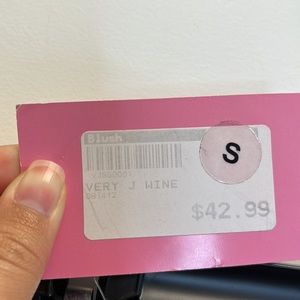 Blush
S
VERY J WINE
$42.99